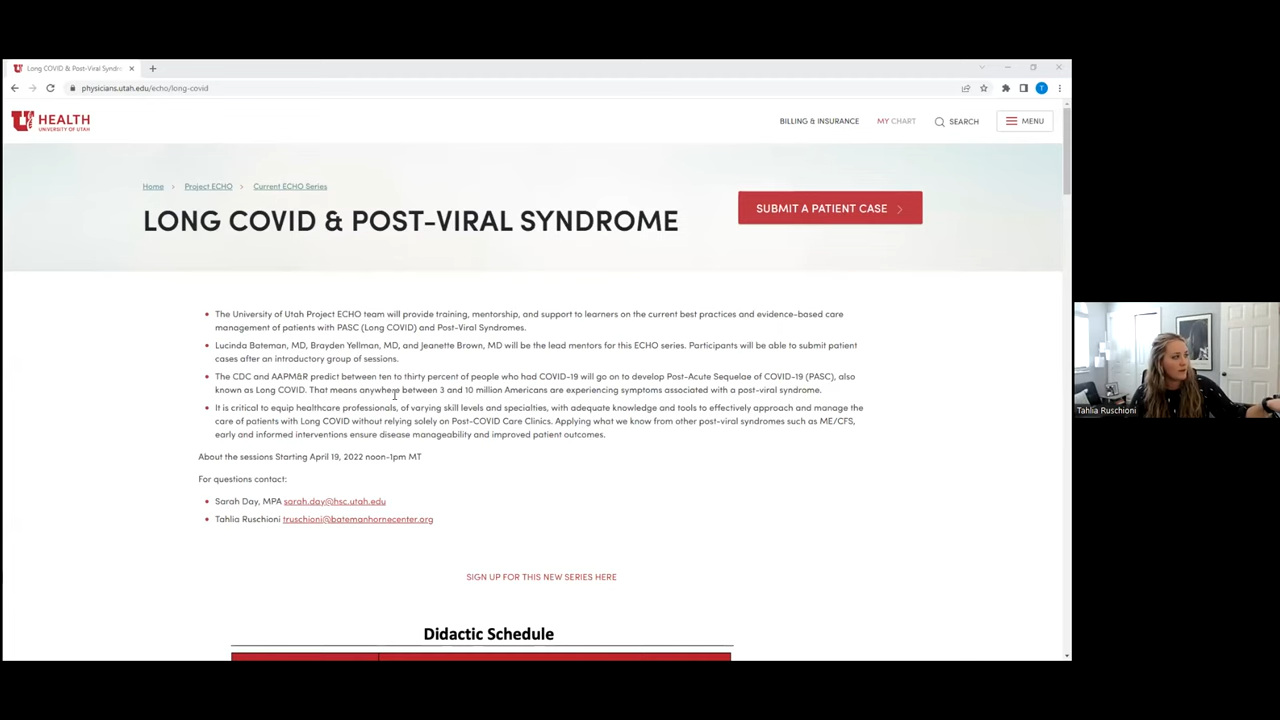 Long COVID & Post-Viral Syndr
physicians.utah.edu/echo/long-covid
T
U HEALTH
UNIVERSITY OF UTAH
BILLING & INSURANCE
MY CHART
SEARCH
MENU
Home > Project ECHO > Current ECHO Series
LONG COVID & POST-VIRAL SYNDROME
SUBMIT A PATIENT CASE >
• The University of Utah Project ECHO team will provide training, mentorship, and support to learners on the current best practices and evidence-based care
management of patients with PASC (Long COVID) and Post-Viral Syndromes.
• Lucinda Bateman, MD, Brayden Yellman, MD, and Jeanette Brown, MD will be the lead mentors for this ECHO series. Participants will be able to submit patient
cases after an introductory group of sessions.
• The CDC and AAPM&R predict between ten to thirty percent of people who had COVID-19 will go on to develop Post-Acute Sequelae of COVID-19 (PASC), also
known as Long COVID. That means anywhere between 3 and 10 million Americans are experiencing symptoms associated with a post-viral syndrome.
• It is critical to equip healthcare professionals, of varying skill levels and specialties, with adequate knowledge and tools to effectively approach and manage the
care of patients with Long COVID without relying solely on Post-COVID Care Clinics. Applying what we know from other post-viral syndromes such as ME/CFS,
early and informed interventions ensure disease manageability and improved patient outcomes.
About the sessions Starting April 19, 2022 noon-1pm MT
For questions contact:
• Sarah Day, MPA sarah.day@hsc.utah.edu
• Tahlia Ruschioni truschioni@batemanhornecenter.org
SIGN UP FOR THIS NEW SERIES HERE
Didactic Schedule
Tahlia Ruschioni